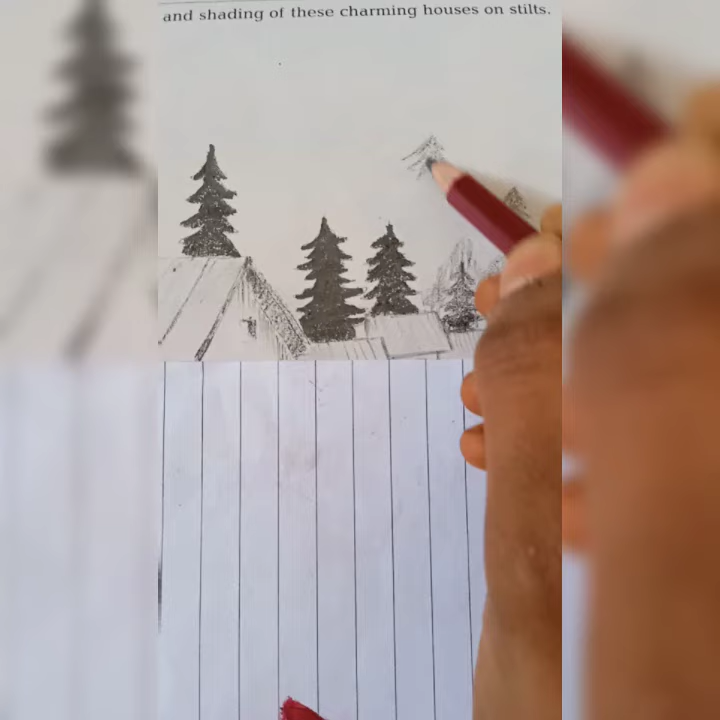 and shading of these charming houses on stilts.